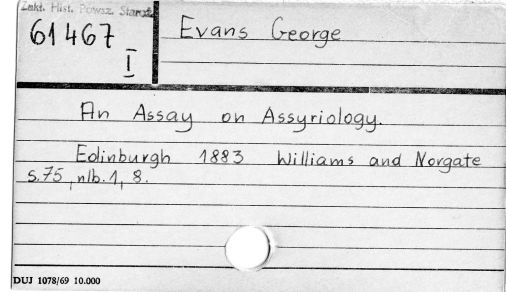 Zakł. Hist. Powsz. Staroż.
61467
I
Evans George
An Assay on Assyriology.
Edinburgh 1883 Williams and Norgate
s. 75, nlb. 1, 8.
DUJ 1078/69 10.000